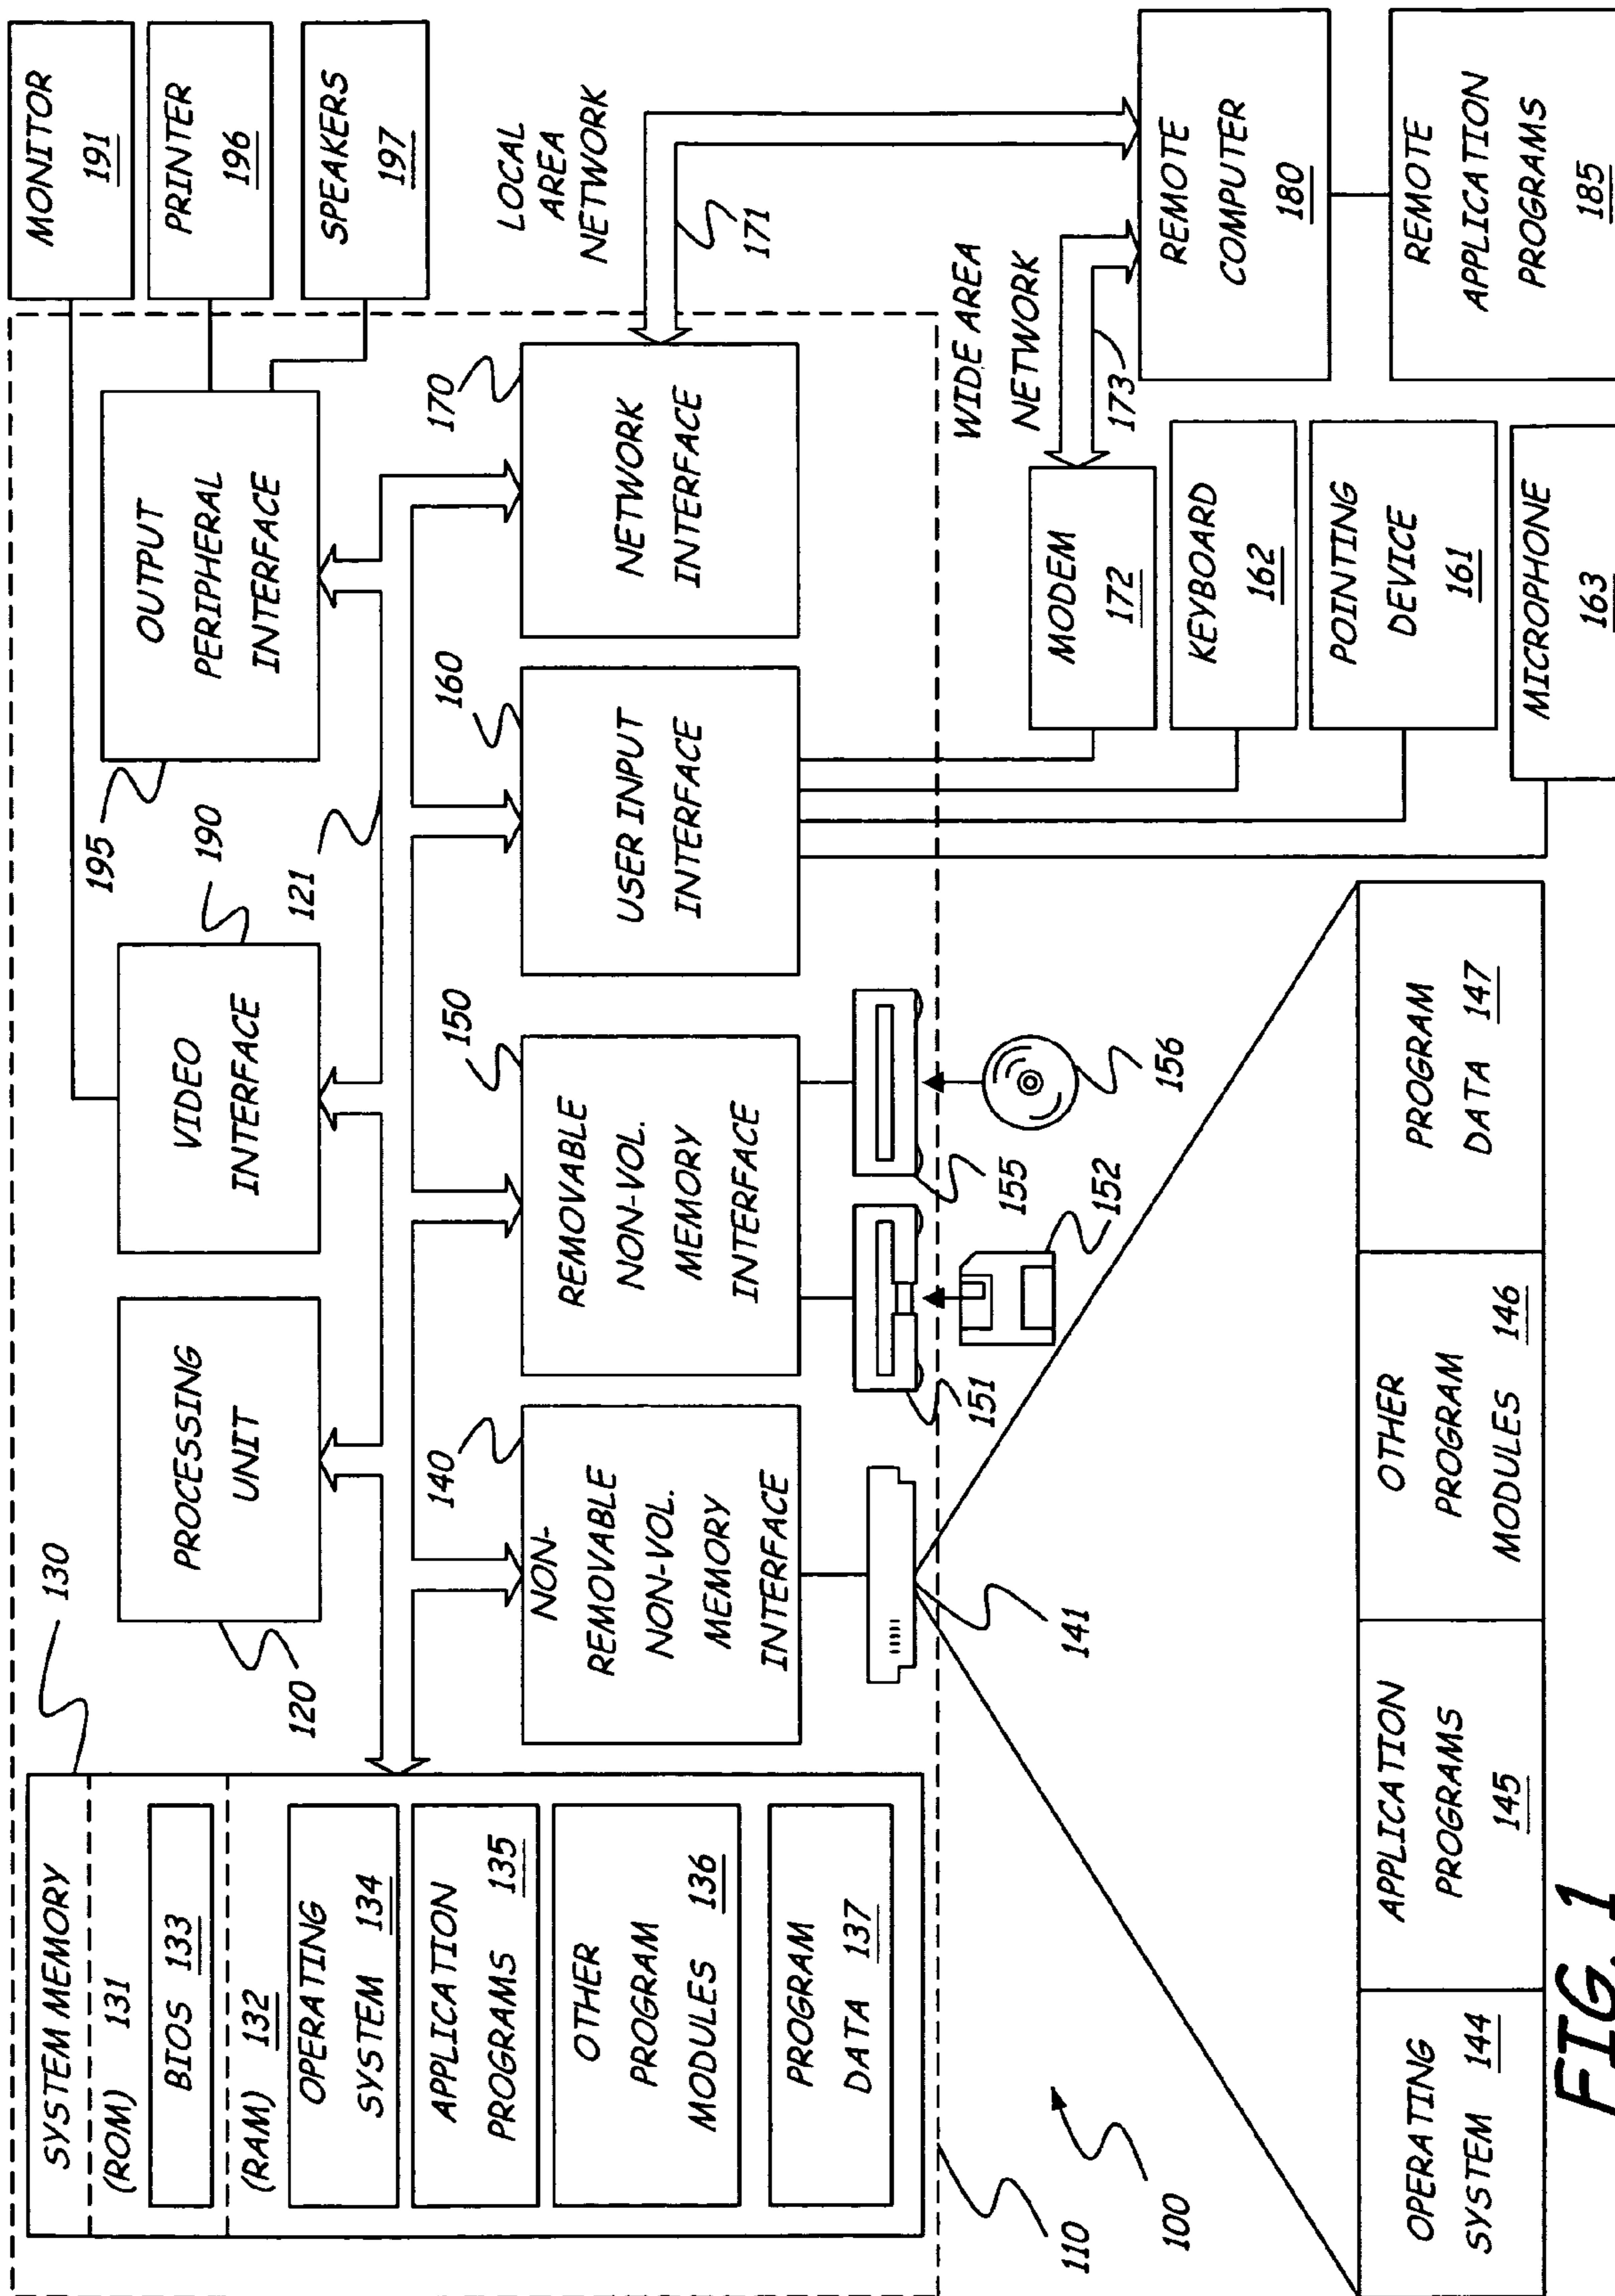 SYSTEM MEMORY
(ROM) 131
BIOS 133
(RAM) 132
OPERATING
SYSTEM 134
APPLICATION
PROGRAMS 135
OTHER
PROGRAM
MODULES 136
PROGRAM
DATA 137
130
PROCESSING
UNIT
120
VIDEO
INTERFACE
190
OUTPUT
PERIPHERAL
INTERFACE
195
121
MONITOR
191
PRINTER
196
SPEAKERS
197
NON-
REMOVABLE
NON-VOL.
MEMORY
INTERFACE
140
REMOVABLE
NON-VOL.
MEMORY
INTERFACE
150
USER INPUT
INTERFACE
160
NETWORK
INTERFACE
170
LOCAL
AREA
NETWORK
171
141
151
152
155
156
WIDE AREA
NETWORK
173
MODEM
172
KEYBOARD
162
POINTING
DEVICE
161
MICROPHONE
163
REMOTE
COMPUTER
180
REMOTE
APPLICATION
PROGRAMS
185
110
100
OPERATING
SYSTEM 144
APPLICATION
PROGRAMS
145
OTHER
PROGRAM
MODULES 146
PROGRAM
DATA 147
FIG. 1